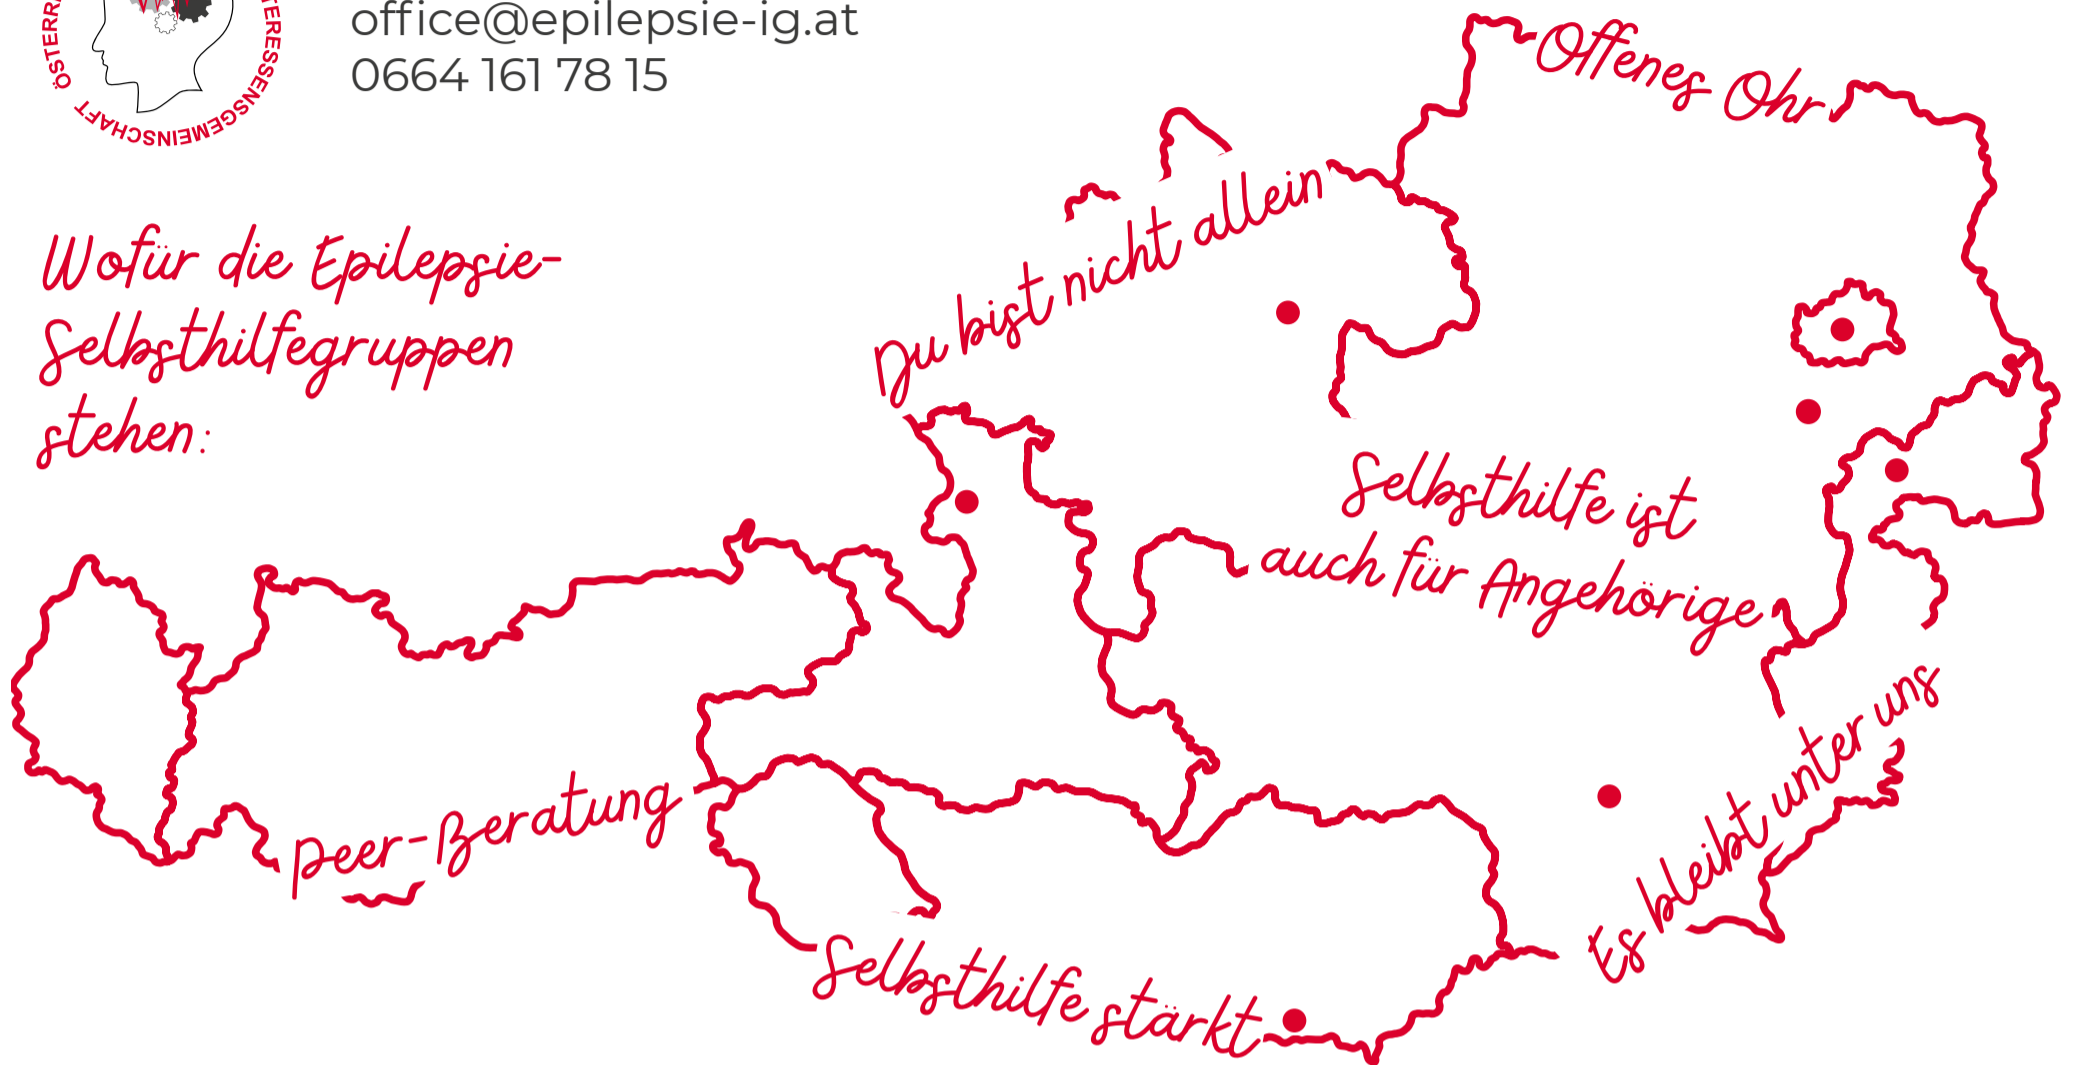 office@epilepsie-ig.at
0664 161 78 15
INTERESSENSGEMEINSCHAFT
Wofür die Epilepsie-
Selbsthilfegruppen
stehen:
Offenes Ohr
Du bist nicht allein
Selbsthilfe ist
auch für Angehörige
Es bleibt unter uns
Peer-Beratung
Selbsthilfe stärkt